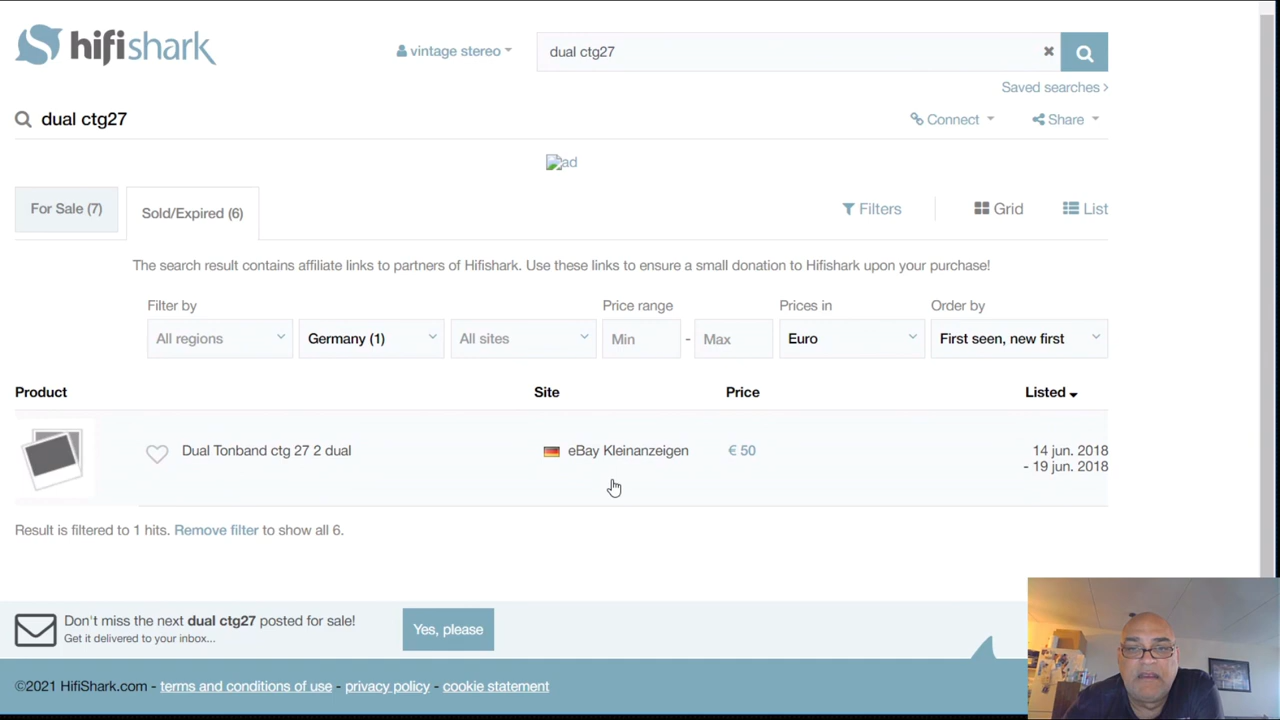 hifishark
vintage stereo
dual ctg27
Saved searches
dual ctg27
Connect
Share
ad
For Sale (7)
Sold/Expired (6)
Filters
Grid
List
The search result contains affiliate links to partners of Hifishark. Use these links to ensure a small donation to Hifishark upon your purchase!
Filter by
Price range
Prices in
Order by
All regions
Germany (1)
All sites
Min
-
Max
Euro
First seen, new first
Product
Site
Price
Listed
Dual Tonband ctg 27 2 dual
eBay Kleinanzeigen
€ 50
14 jun. 2018
- 19 jun. 2018
Result is filtered to 1 hits. Remove filter to show all 6.
Don't miss the next dual ctg27 posted for sale!
Get it delivered to your inbox...
Yes, please
©2021 HifiShark.com - terms and conditions of use - privacy policy - cookie statement